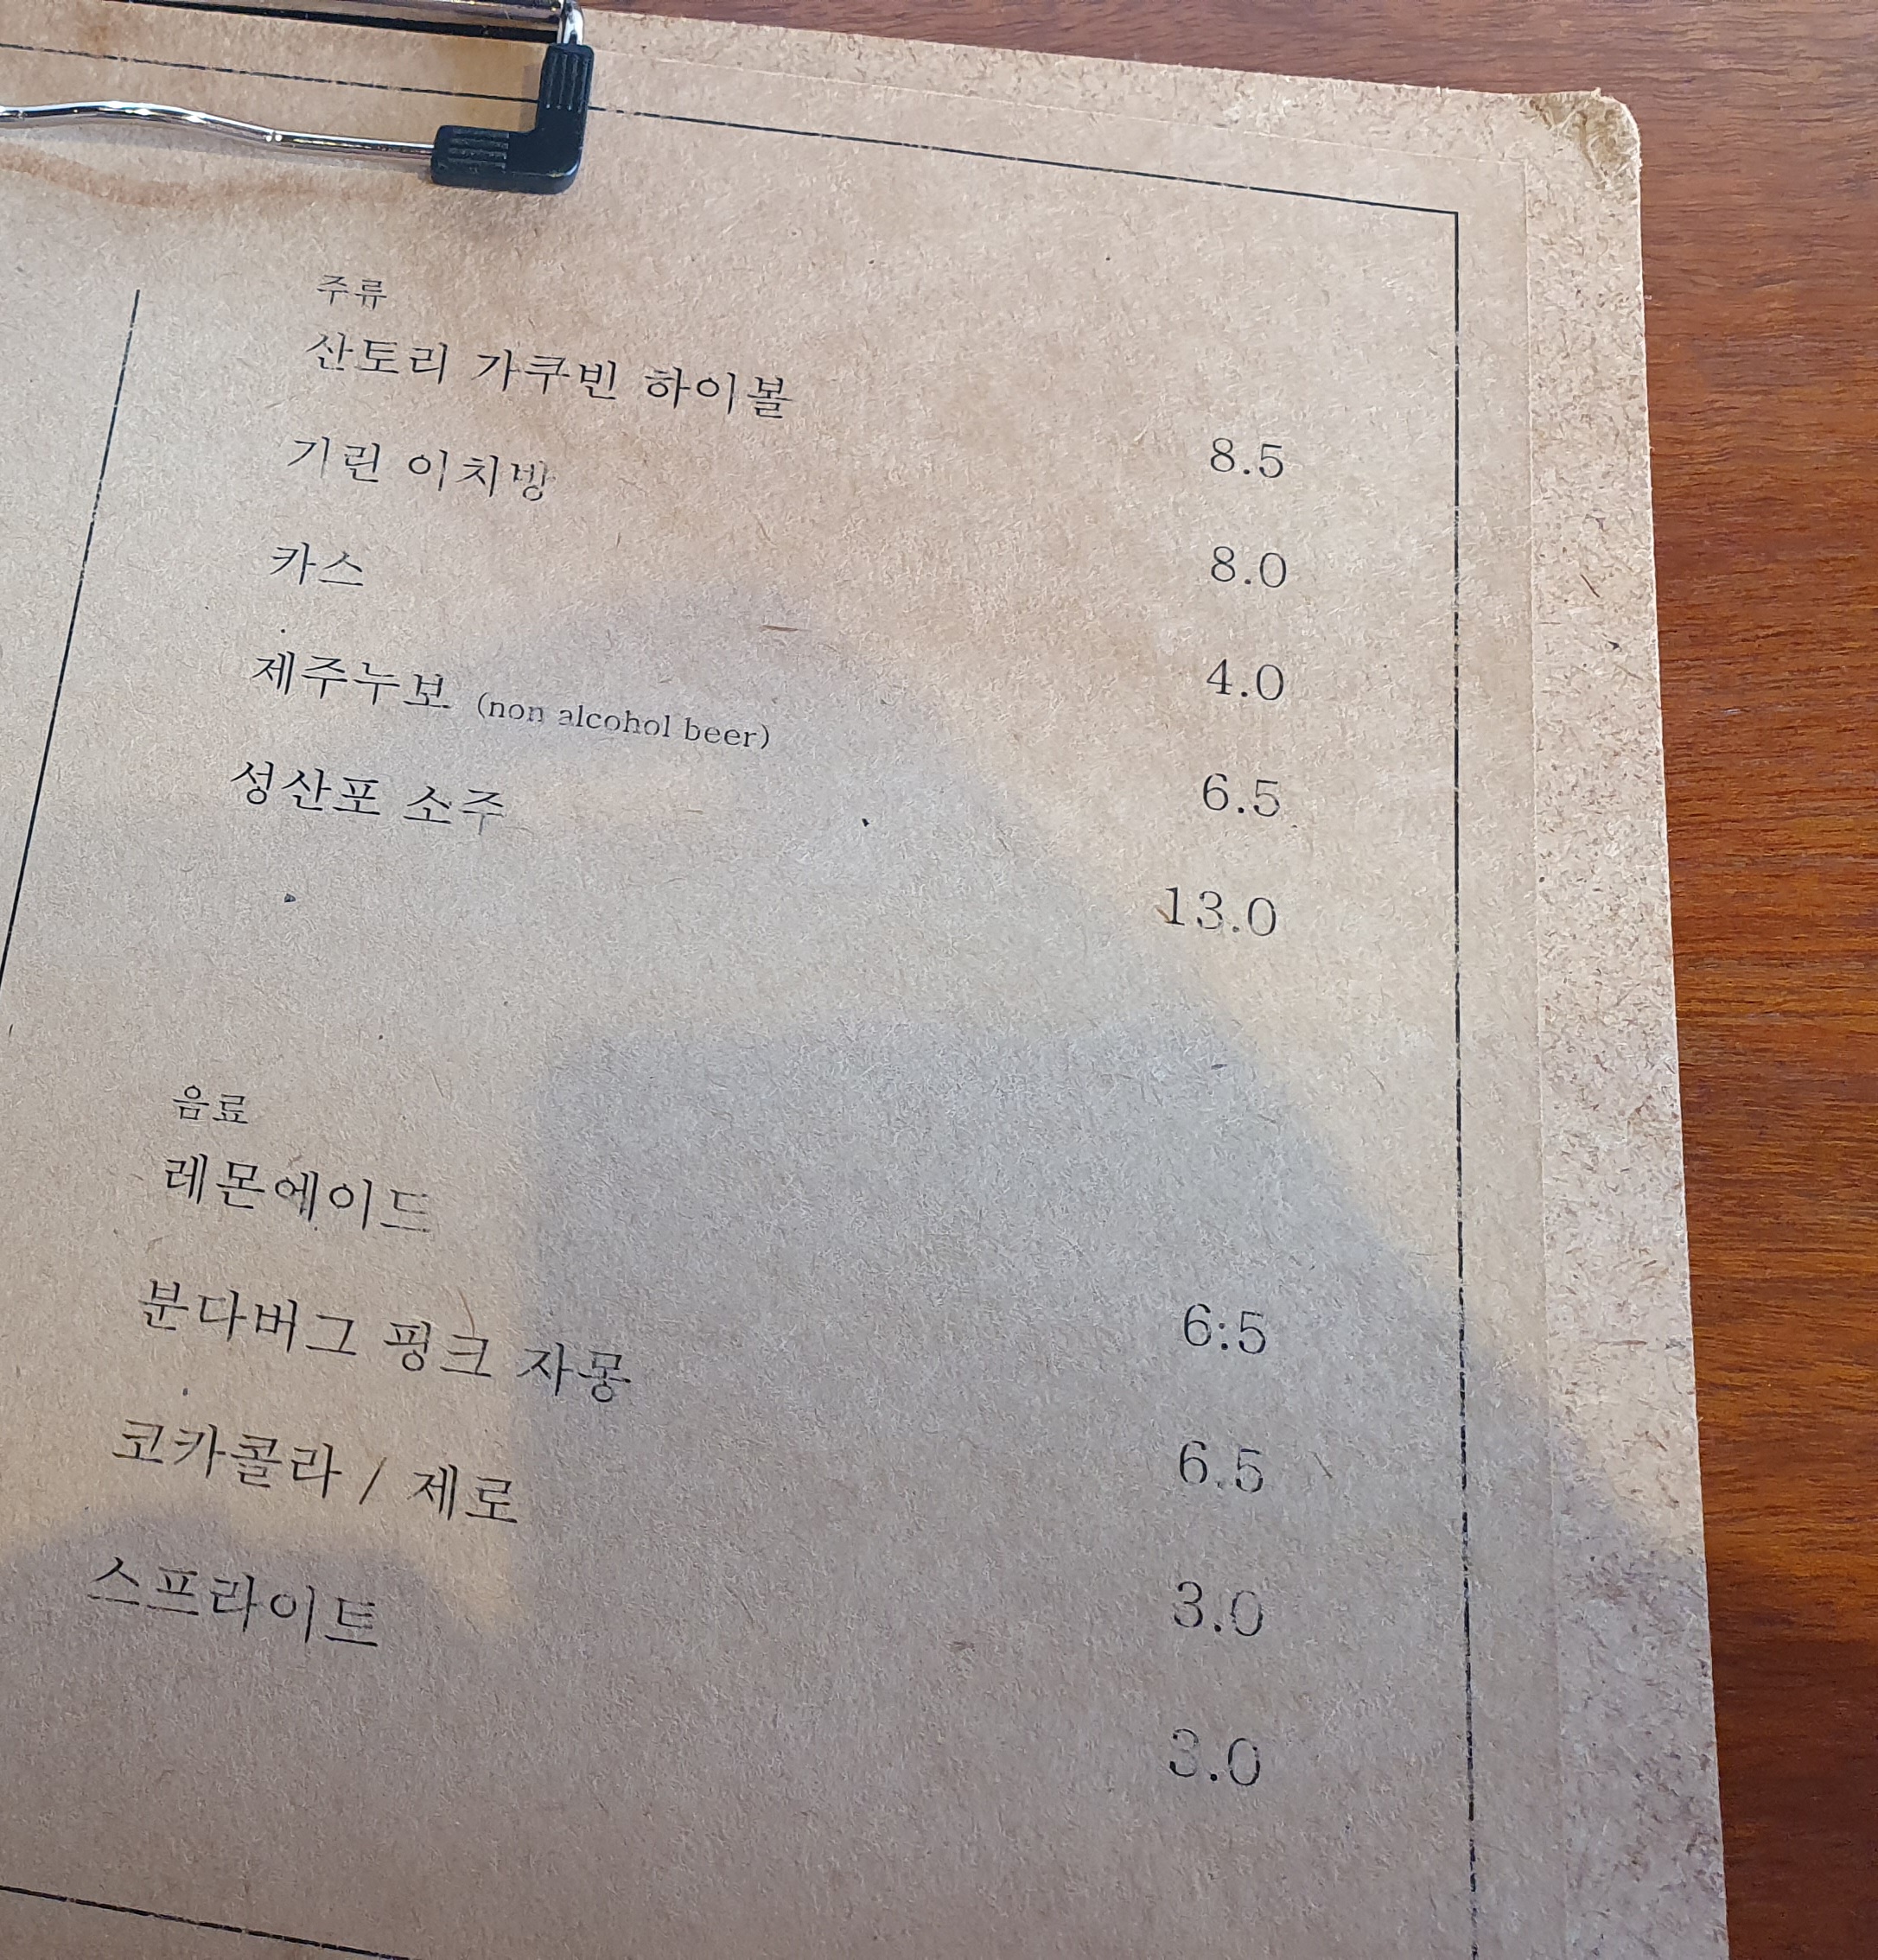 주류
산토리 가쿠빈 하이볼 8.5
기린 이치방 8.0
카스 4.0
제주누보 (non alcohol beer) 6.5
성산포 소주 13.0
음료
레몬에이드 6.5
분다버그 핑크 자몽 6.5
코카콜라 / 제로 3.0
스프라이트 3.0